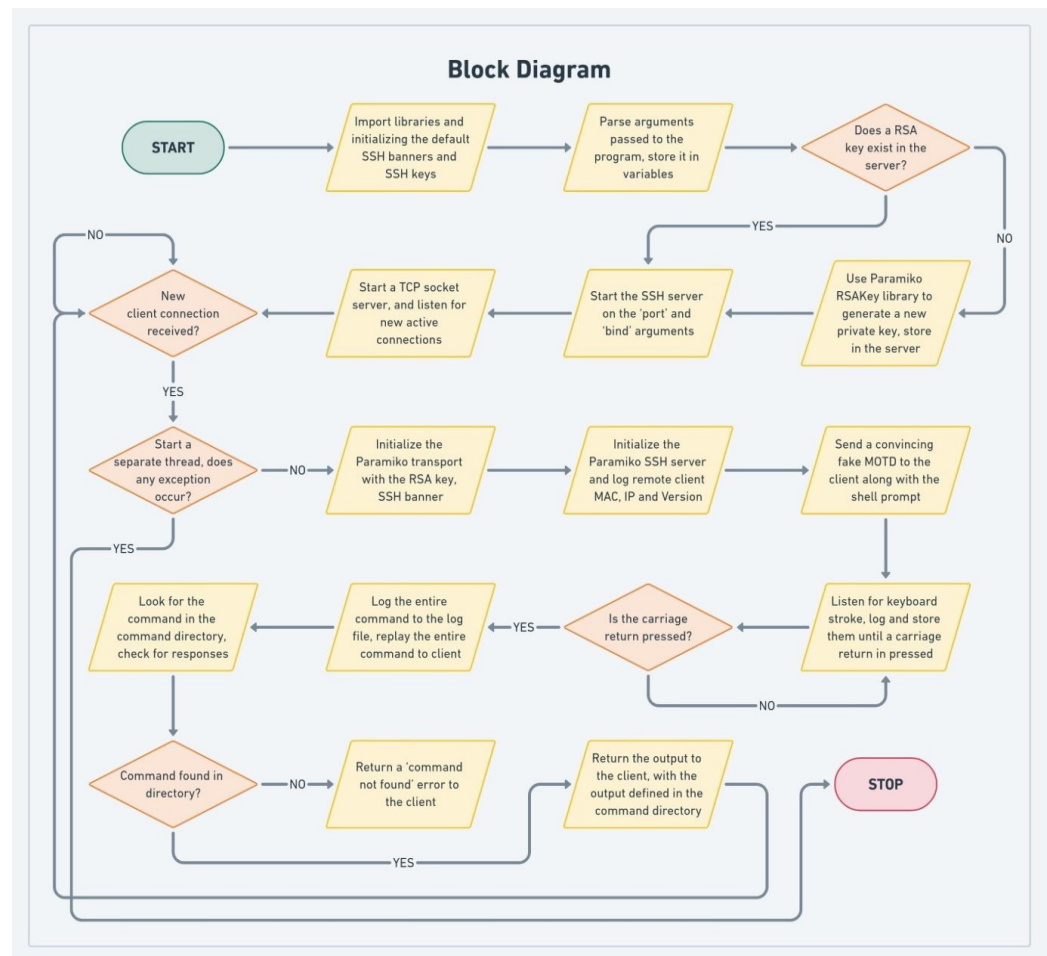 Block Diagram
START
Import libraries and
initializing the default
SSH banners and
SSH keys
Parse arguments
passed to the
program, store it in
variables
Does a RSA
key exist in the
server?
YES
NO
NO
New
client connection
received?
Start a TCP socket
server, and listen for
new active
connections
Start the SSH server
on the 'port' and
'bind' arguments
Use Paramiko
RSAKey library to
generate a new
private key, store
in the server
YES
Start a
separate thread, does
any exception
occur?
NO
Initialize the
Paramiko transport
with the RSA key,
SSH banner
Initialize the
Paramiko SSH server
and log remote client
MAC, IP and Version
Send a convincing
fake MOTD to the
client along with the
shell prompt
YES
Look for the
command in the
command directory,
check for responses
Log the entire
command to the log
file, replay the entire
command to client
YES
Is the carriage
return pressed?
Listen for keyboard
stroke, log and store
them until a carriage
return in pressed
NO
Command found in
directory?
NO
Return a 'command
not found' error to
the client
Return the output to
the client, with the
output defined in the
command directory
STOP
YES